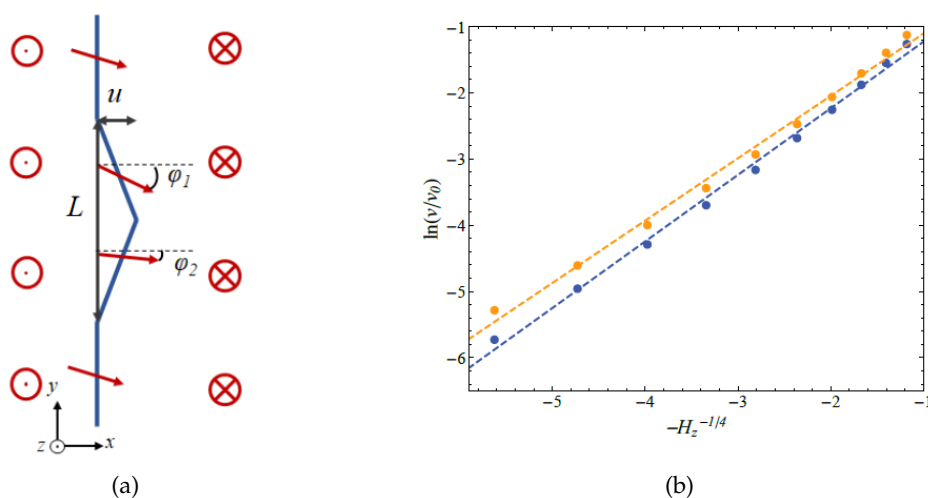 u
φ1
L
φ2
y
z
x
(a)
−1
−2
−3
−4
−5
−6
ln(v/v0)
−5
−4
−3
−2
−1
−Hz−1/4
(b)